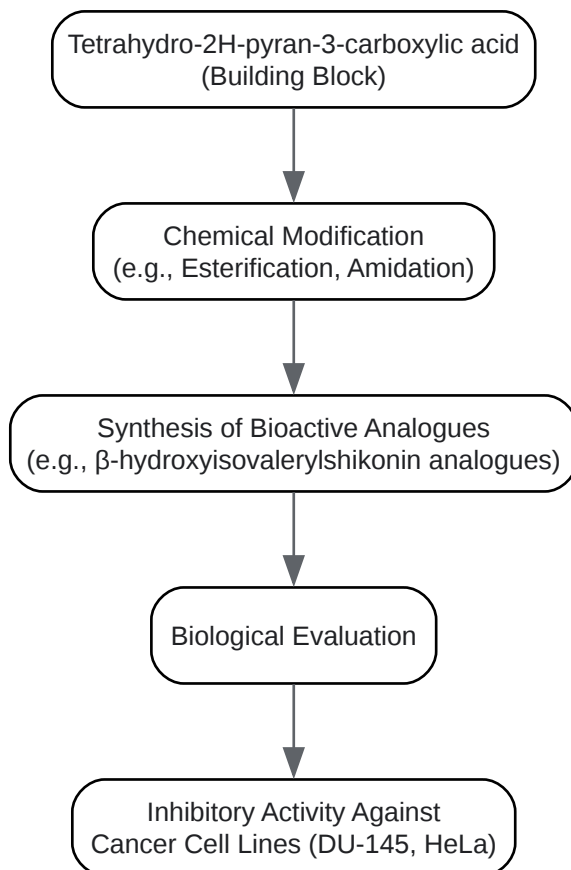 Tetrahydro-2H-pyran-3-carboxylic acid
(Building Block)
Chemical Modification
(e.g., Esterification, Amidation)
Synthesis of Bioactive Analogues
(e.g., β-hydroxyisovalerylshikonin analogues)
Biological Evaluation
Inhibitory Activity Against
Cancer Cell Lines (DU-145, HeLa)